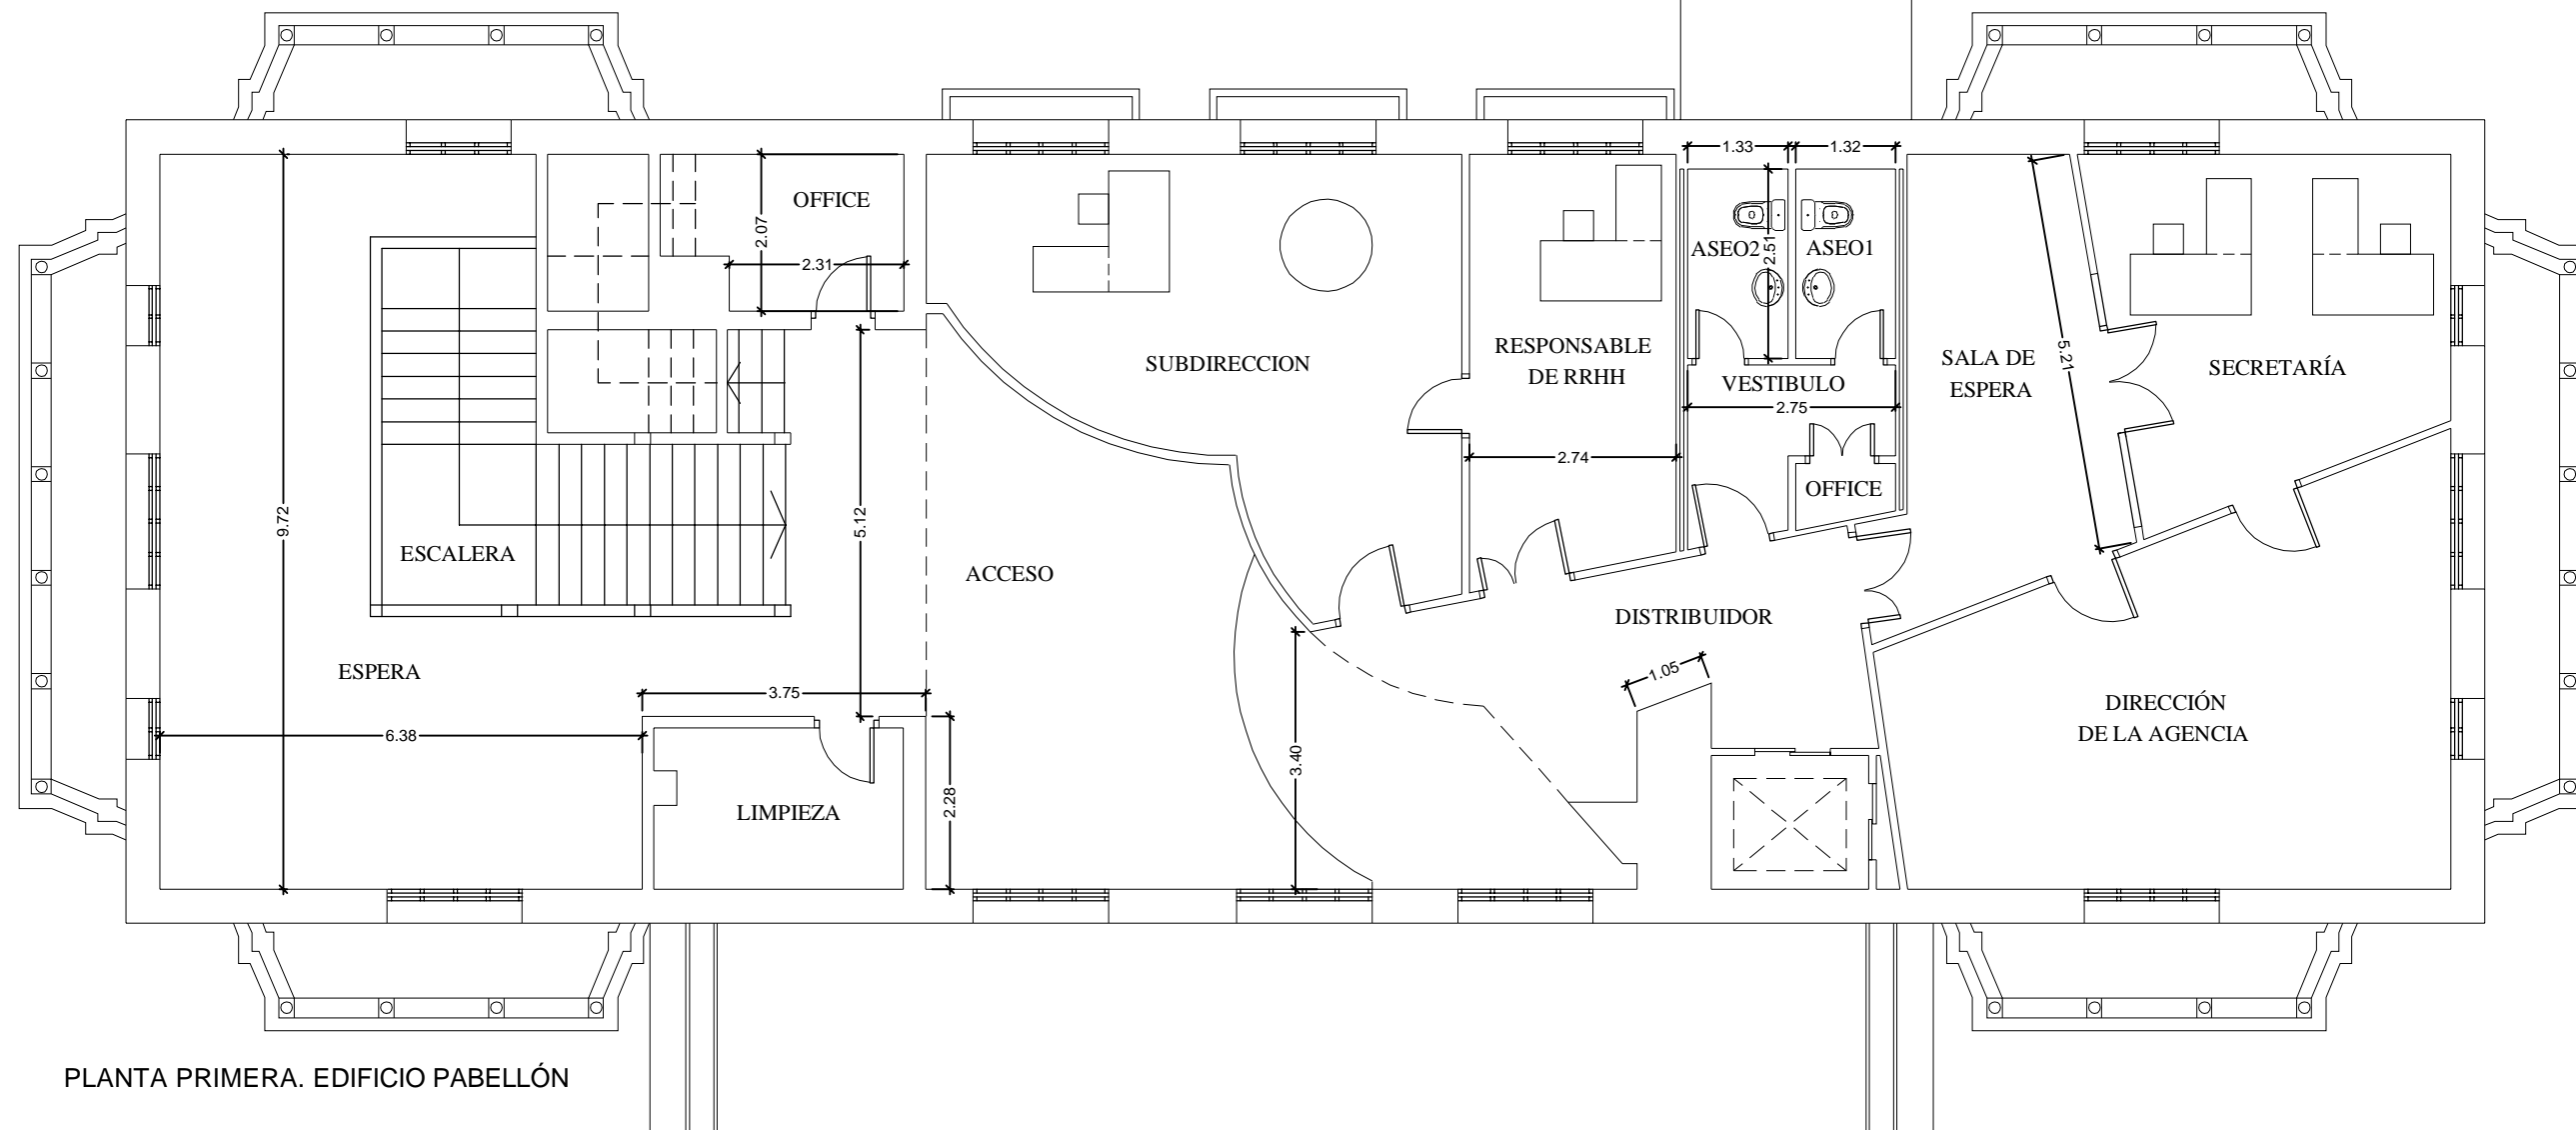 1.33
1.32
OFFICE
2.07
2.31
ASEO2
2.51
ASEO1
SUBDIRECCION
RESPONSABLE
DE RRHH
VESTIBULO
2.75
SALA DE
ESPERA
5.21
SECRETARÍA
2.74
OFFICE
9.72
5.12
ESCALERA
ACCESO
DISTRIBUIDOR
ESPERA
3.75
1.05
6.38
3.40
2.28
LIMPIEZA
DIRECCIÓN
DE LA AGENCIA
PLANTA PRIMERA. EDIFICIO PABELLÓN